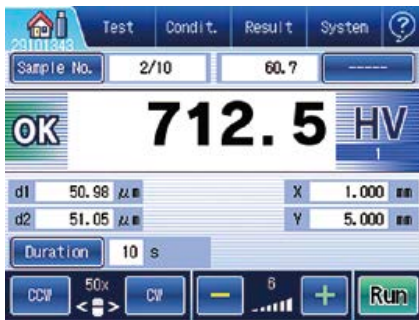 Test Condit. Result System
29101343
Sample No. 2/10 60.7 -----
OK 712.5 HV
1
d1 50.98 μm X 1.000 mm
d2 51.05 μm Y 5.000 mm
Duration 10 s
CCW 50x CW − 6 + Run
< >